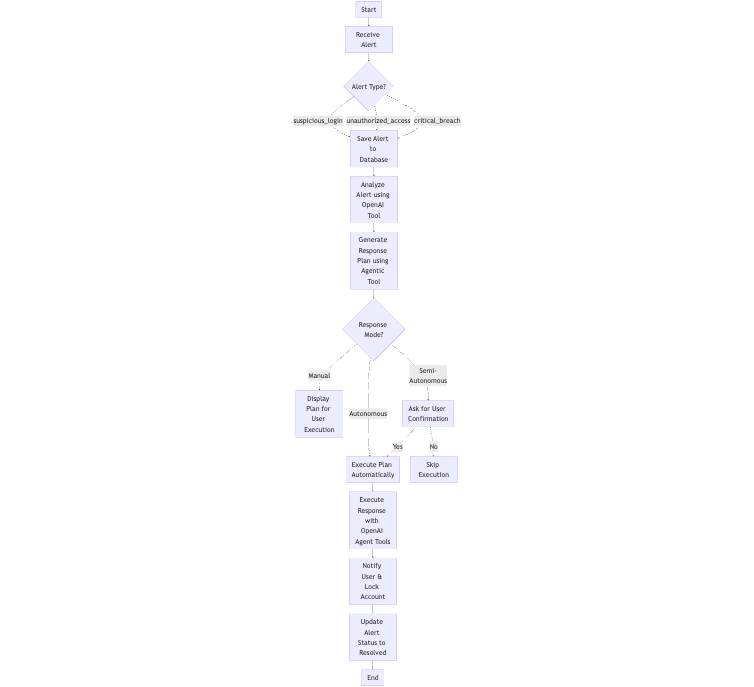 Start
Receive
Alert
Alert Type?
suspicious_login
unauthorized_access
critical_breach
Save Alert
to
Database
Analyze
Alert using
OpenAI
Tool
Generate
Response
Plan using
Agentic
Tool
Response
Mode?
Manual
Semi-
Autonomous
Display
Plan for
User
Execution
Autonomous
Ask for User
Confirmation
Yes
No
Execute Plan
Automatically
Skip
Execution
Execute
Response
with
OpenAI
Agent Tools
Notify
User &
Lock
Account
Update
Alert
Status to
Resolved
End